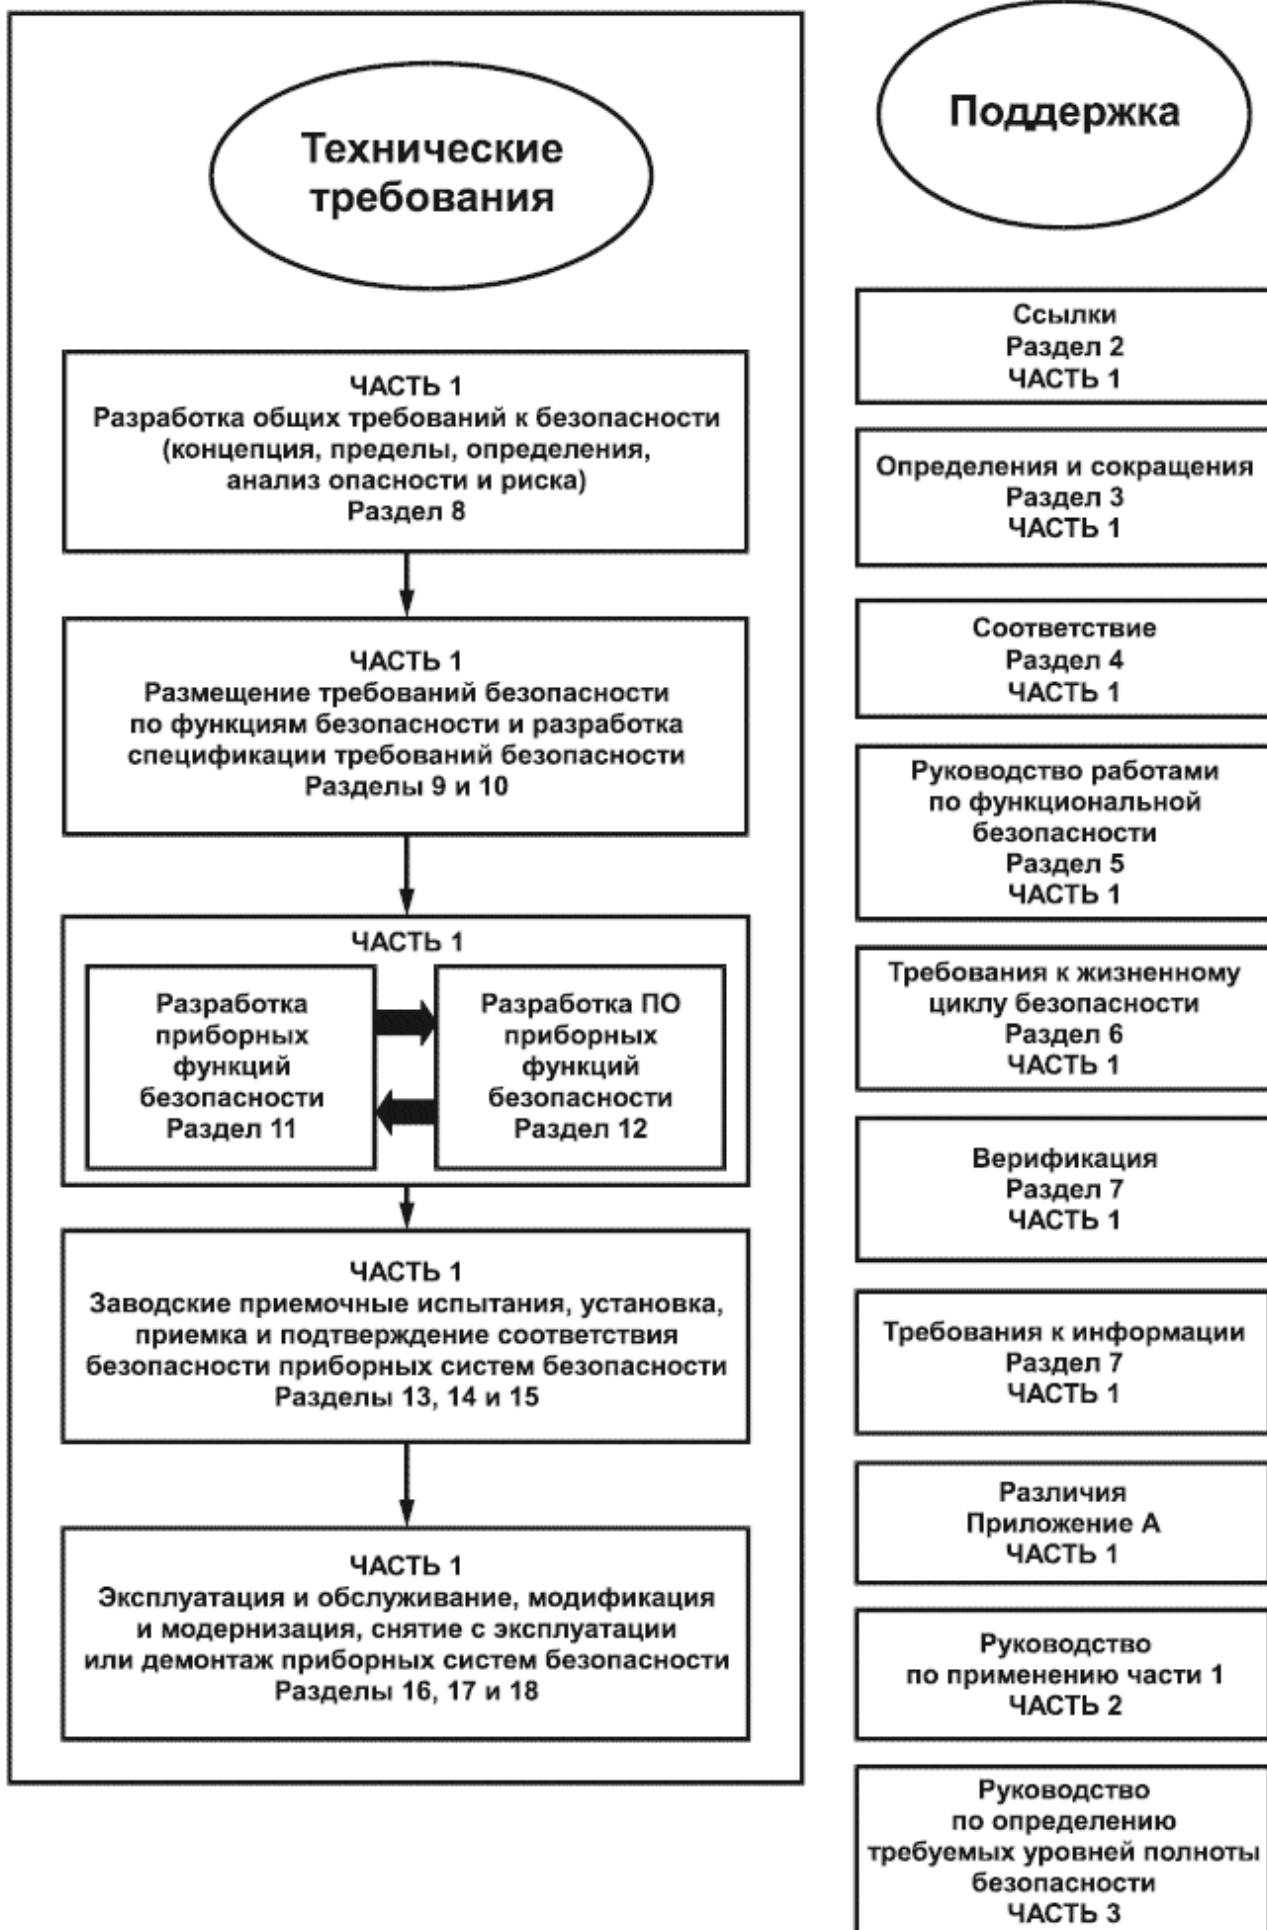 Технические
требования
ЧАСТЬ 1
Разработка общих требований к безопасности
(концепция, пределы, определения,
анализ опасности и риска)
Раздел 8
ЧАСТЬ 1
Размещение требований безопасности
по функциям безопасности и разработка
спецификации требований безопасности
Разделы 9 и 10
ЧАСТЬ 1
Разработка
приборных
функций
безопасности
Раздел 11
Разработка ПО
приборных
функций
безопасности
Раздел 12
ЧАСТЬ 1
Заводские приемочные испытания, установка,
приемка и подтверждение соответствия
безопасности приборных систем безопасности
Разделы 13, 14 и 15
ЧАСТЬ 1
Эксплуатация и обслуживание, модификация
и модернизация, снятие с эксплуатации
или демонтаж приборных систем безопасности
Разделы 16, 17 и 18
Поддержка
Ссылки
Раздел 2
ЧАСТЬ 1
Определения и сокращения
Раздел 3
ЧАСТЬ 1
Соответствие
Раздел 4
ЧАСТЬ 1
Руководство работами
по функциональной
безопасности
Раздел 5
ЧАСТЬ 1
Требования к жизненному
циклу безопасности
Раздел 6
ЧАСТЬ 1
Верификация
Раздел 7
ЧАСТЬ 1
Требования к информации
Раздел 7
ЧАСТЬ 1
Различия
Приложение А
ЧАСТЬ 1
Руководство
по применению части 1
ЧАСТЬ 2
Руководство
по определению
требуемых уровней полноты
безопасности
ЧАСТЬ 3